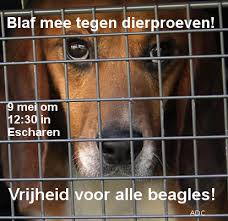 Blaf mee tegen dierproeven!
9 mei om
12:30 in
Escharen
Vrijheid voor alle beagles!
ADC